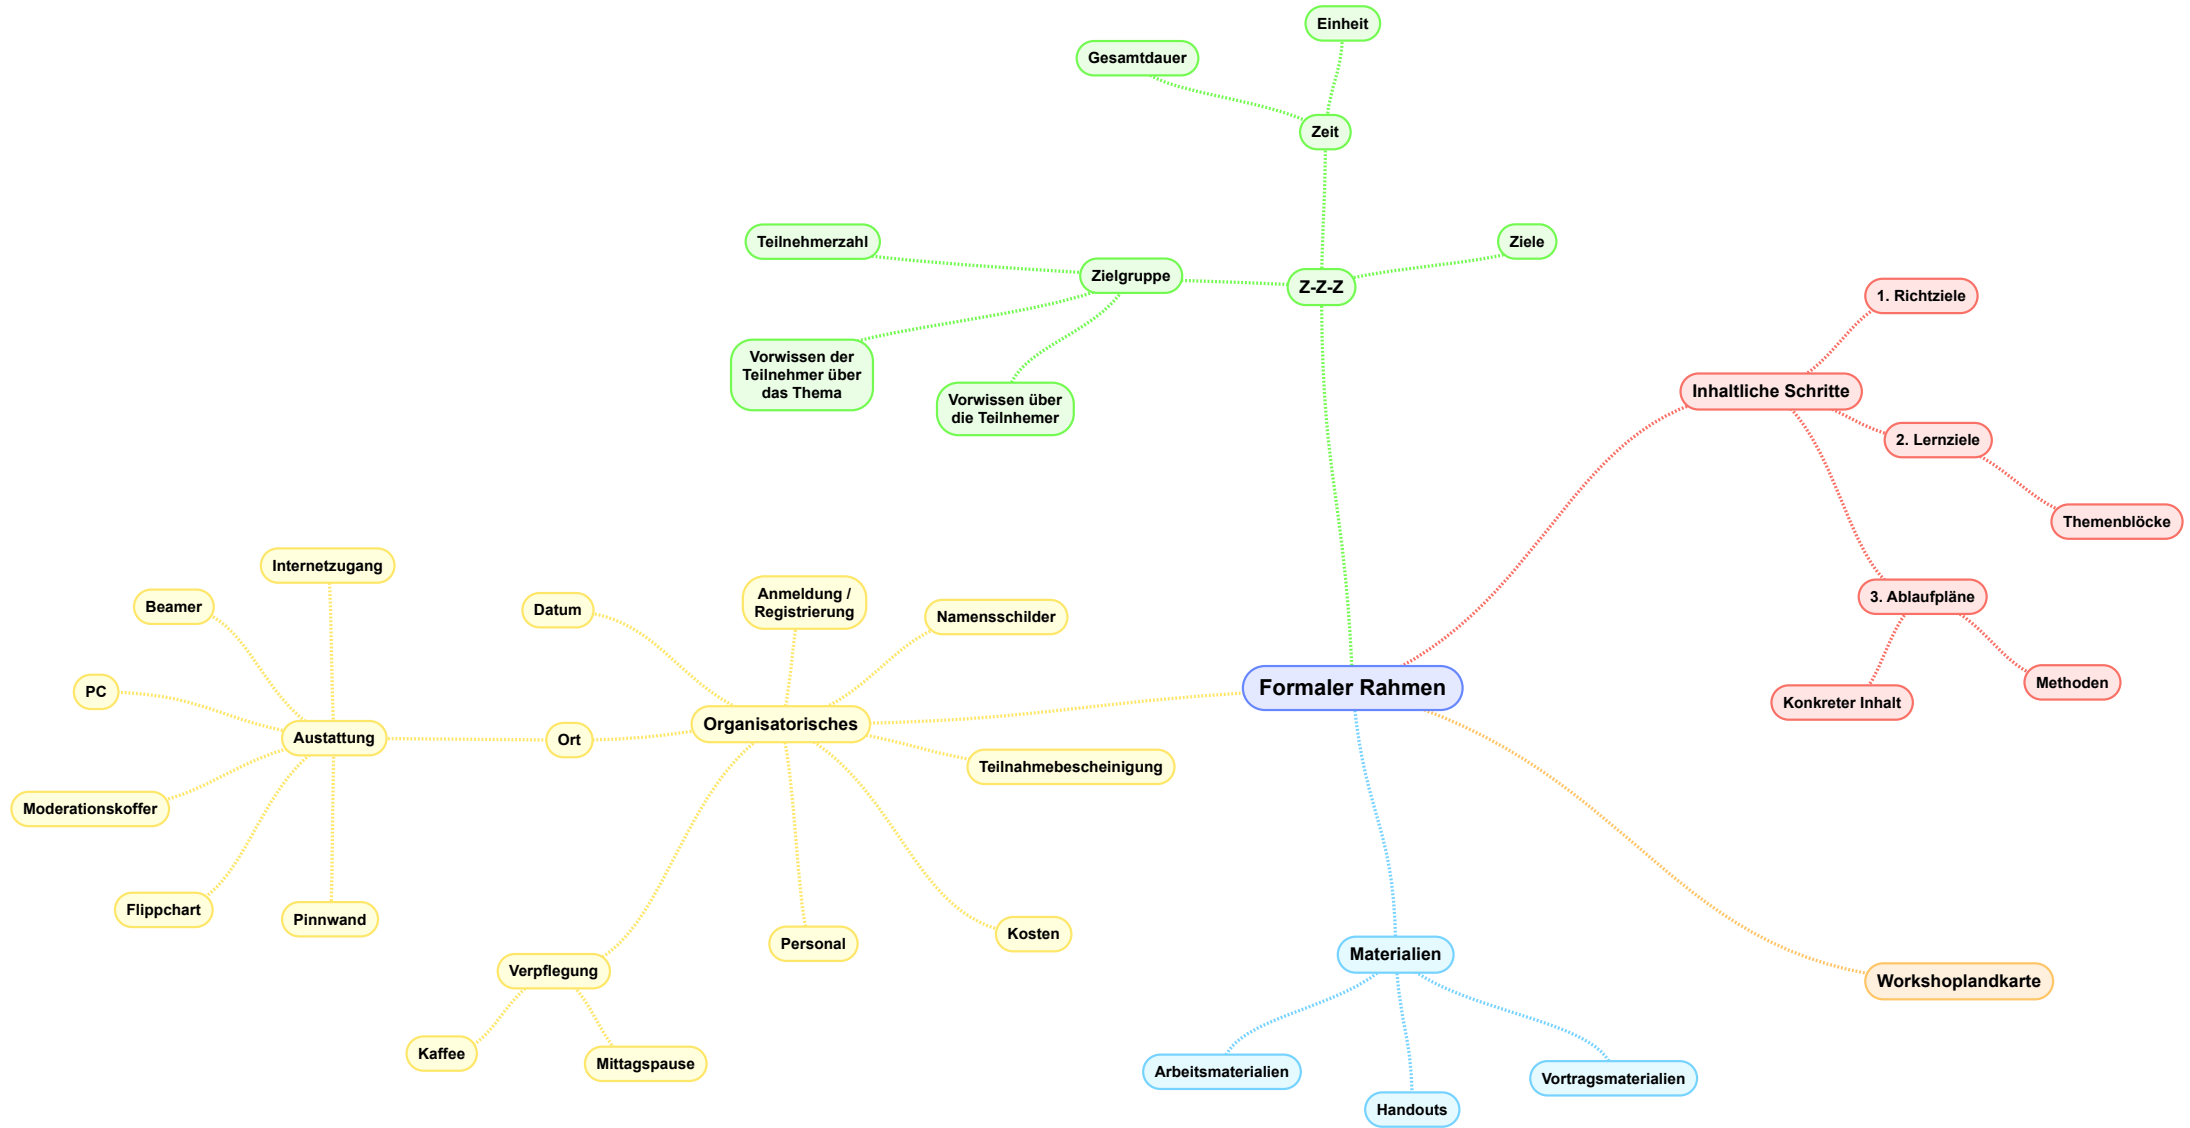 Einheit
Gesamtdauer
Zeit
Teilnehmerzahl
Ziele
Zielgruppe
Z-Z-Z
Vorwissen der
Teilnehmer über
das Thema
Vorwissen über
die Teilnhemer
1. Richtziele
Inhaltliche Schritte
2. Lernziele
Themenblöcke
3. Ablaufpläne
Konkreter Inhalt
Methoden
Formaler Rahmen
Internetzugang
Beamer
PC
Austattung
Moderationskoffer
Flippchart
Pinnwand
Ort
Datum
Anmeldung /
Registrierung
Namensschilder
Organisatorisches
Teilnahmebescheinigung
Kosten
Personal
Verpflegung
Kaffee
Mittagspause
Materialien
Arbeitsmaterialien
Handouts
Vortragsmaterialien
Workshoplandkarte